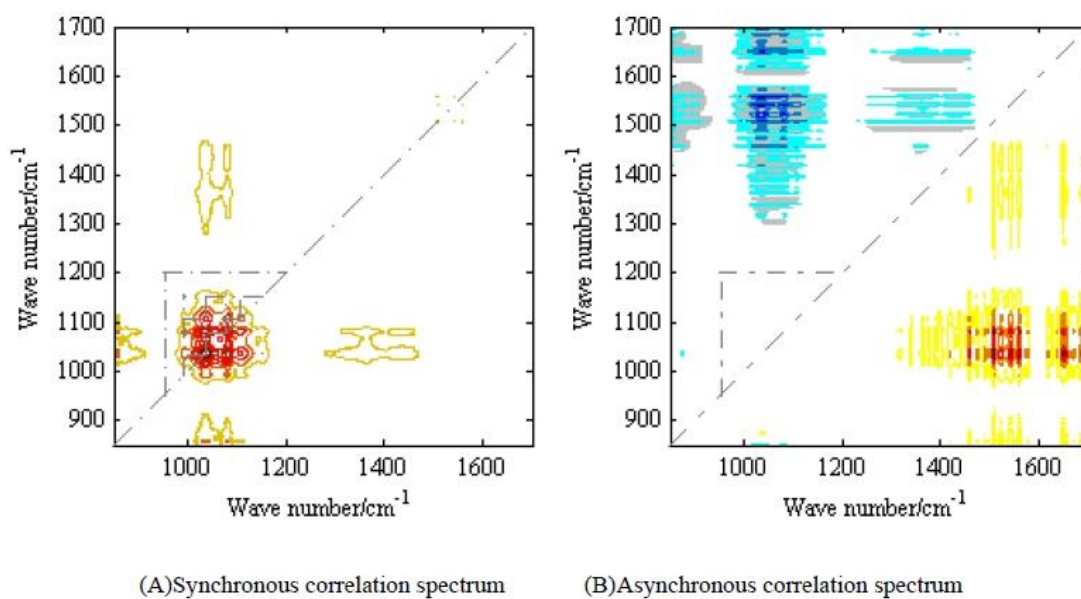 1700
1600
1500
1400
1300
1200
1100
1000
900
Wave number/cm-1
1000 1200 1400 1600
Wave number/cm-1
1700
1600
1500
1400
1300
1200
1100
1000
900
Wave number/cm-1
1000 1200 1400 1600
Wave number/cm-1
(A)Synchronous correlation spectrum
(B)Asynchronous correlation spectrum